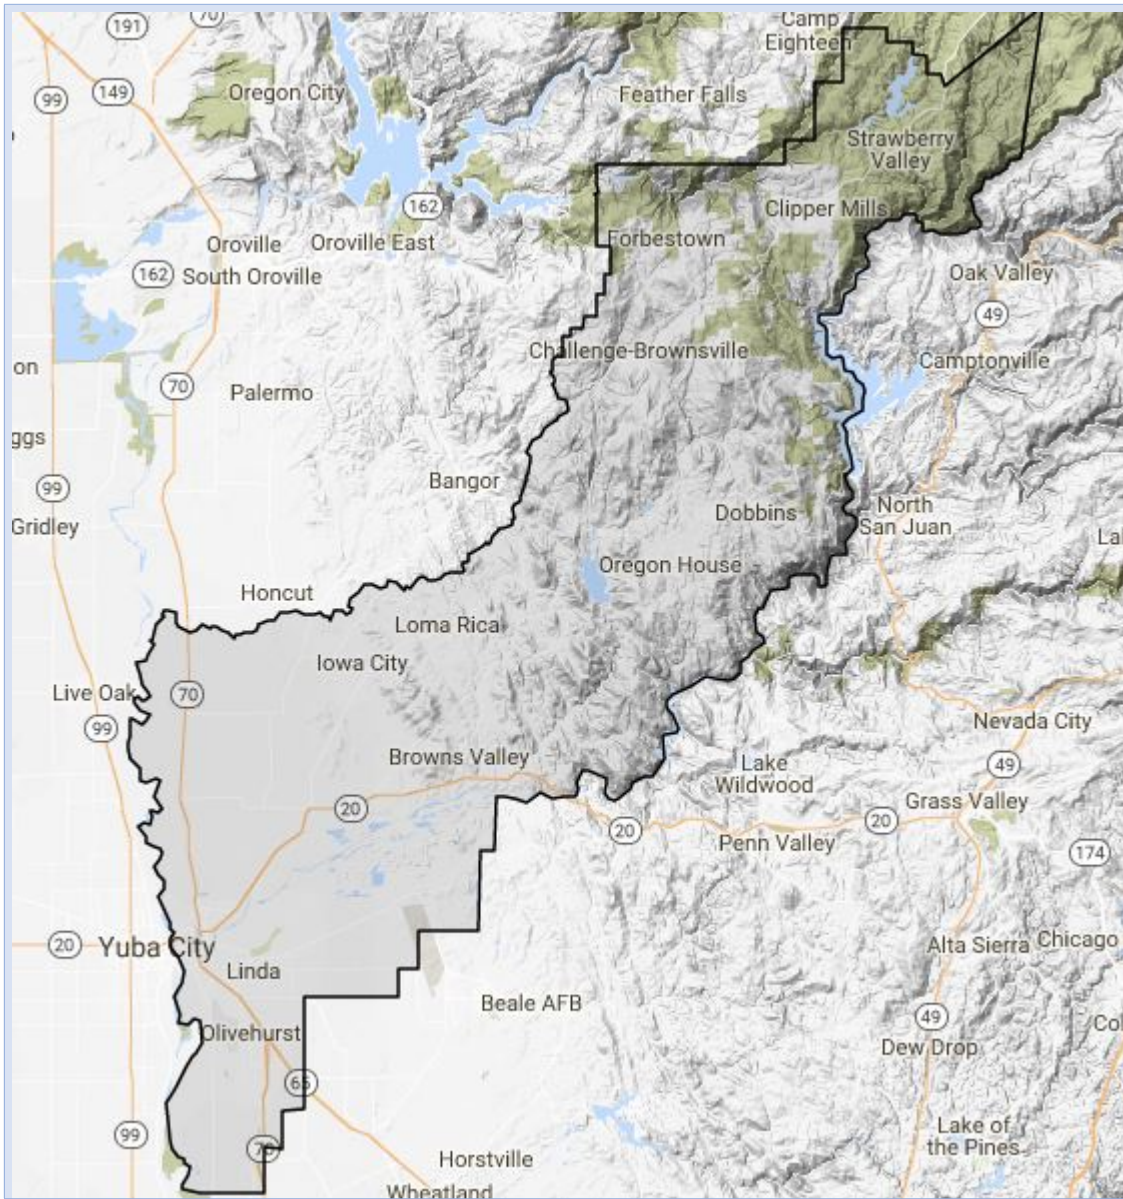 191
70
Camp
Eighteen
99
149
Oregon City
Feather Falls
Strawberry
Valley
162
Clipper Mills
Oroville
Oroville East
Forbestown
162
South Oroville
Oak Valley
49
on
Challenge-Brownsville
Camptonville
70
Palermo
ggs
99
Bangor
Dobbins
North
San Juan
Gridley
Oregon House
Honcut
Loma Rica
Iowa City
Live Oak
70
99
Nevada City
Browns Valley
Lake
Wildwood
49
20
Grass Valley
20
20
Penn Valley
174
20
Yuba City
Alta Sierra
Chicago
Linda
Beale AFB
49
Olivehurst
Dew Drop
65
99
70
Lake of
the Pines
Horstville
Wheatland